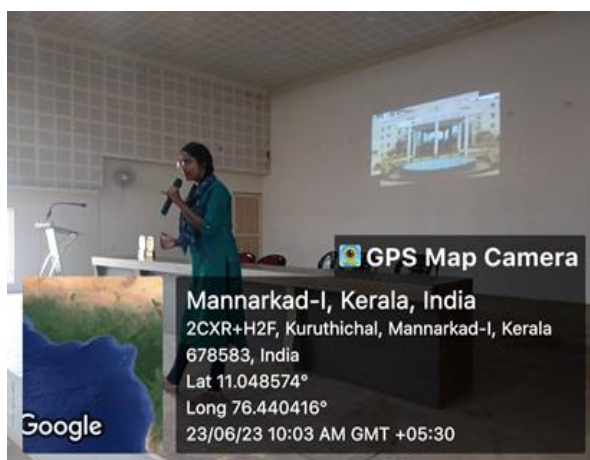 GPS Map Camera
Mannarkad-I, Kerala, India
2CXR+H2F, Kuruthichal, Mannarkad-I, Kerala
678583, India
Lat 11.048574°
Long 76.440416°
23/06/23 10:03 AM GMT +05:30
Google